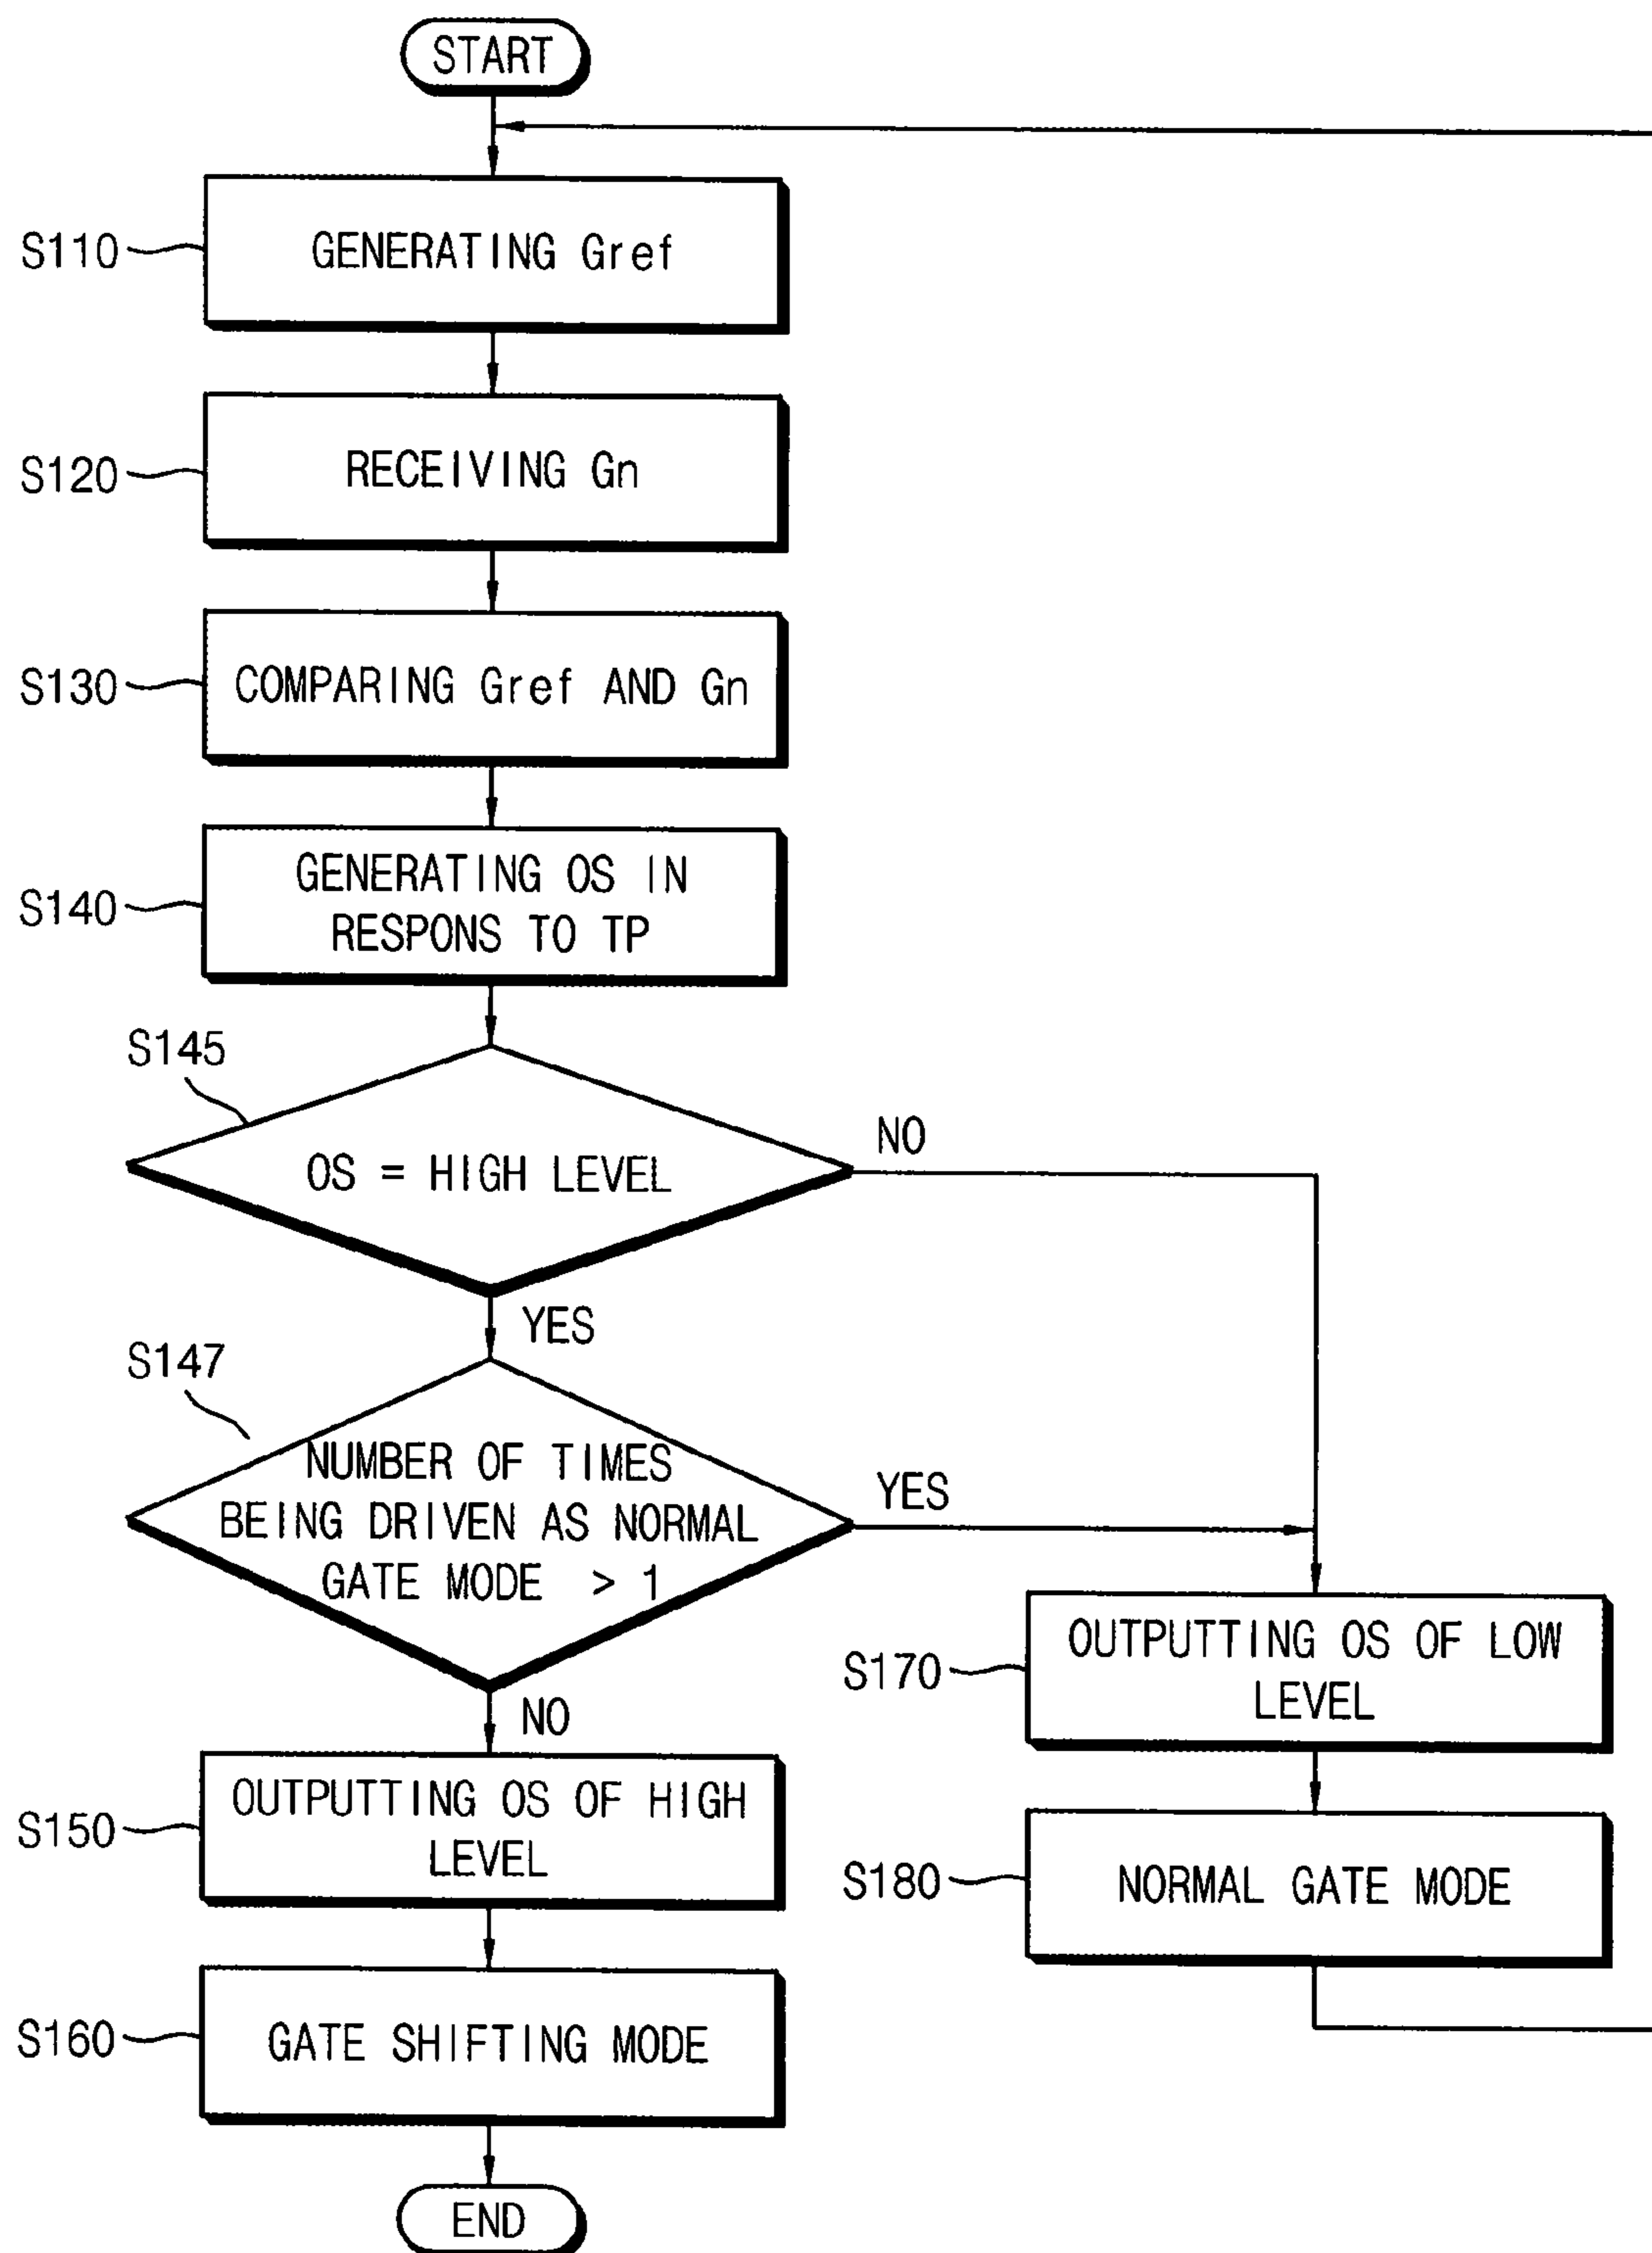 START
S110
GENERATING Gref
S120
RECEIVING Gn
S130
COMPARING Gref AND Gn
S140
GENERATING OS IN
RESPONS TO TP
S145
OS = HIGH LEVEL
NO
YES
S147
NUMBER OF TIMES
BEING DRIVEN AS NORMAL
GATE MODE > 1
YES
NO
S170
OUTPUTTING OS OF LOW
LEVEL
S150
OUTPUTTING OS OF HIGH
LEVEL
S180
NORMAL GATE MODE
S160
GATE SHIFTING MODE
END